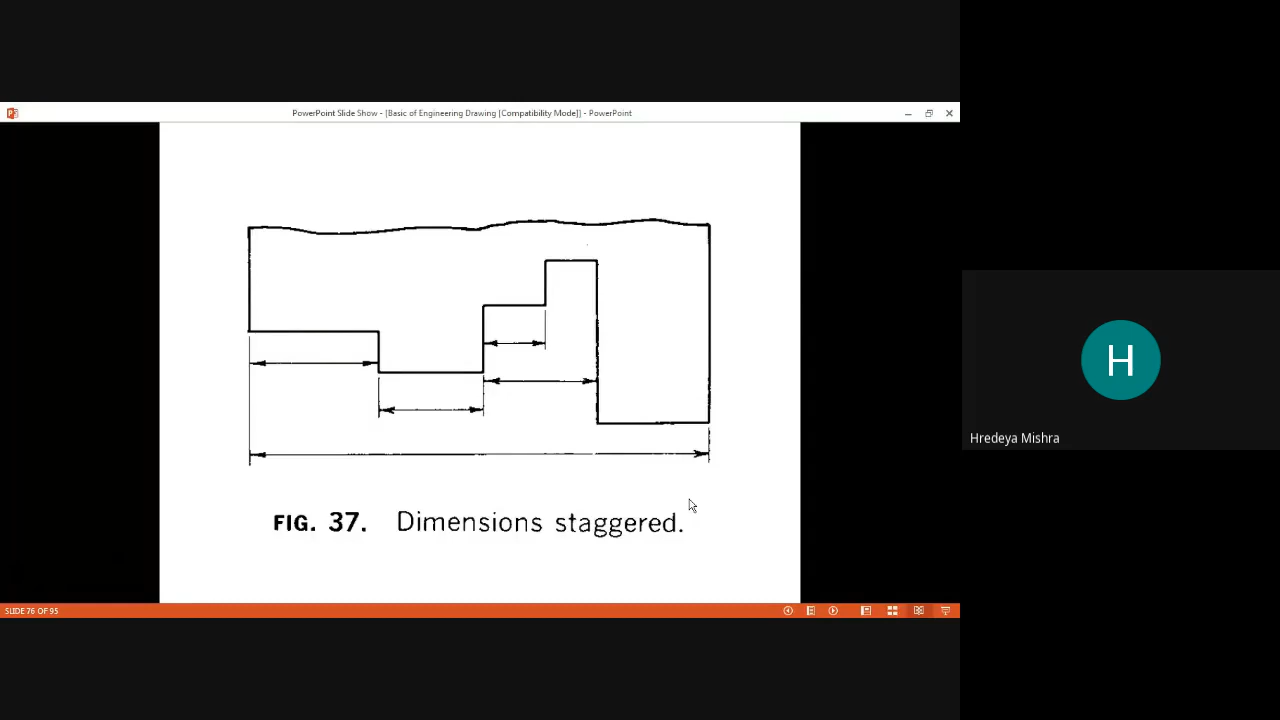 PowerPoint Slide Show - [Basic of Engineering Drawing [Compatibility Mode]] - PowerPoint
FIG. 37. Dimensions staggered.
H
Hredeya Mishra
SLIDE 76 OF 95